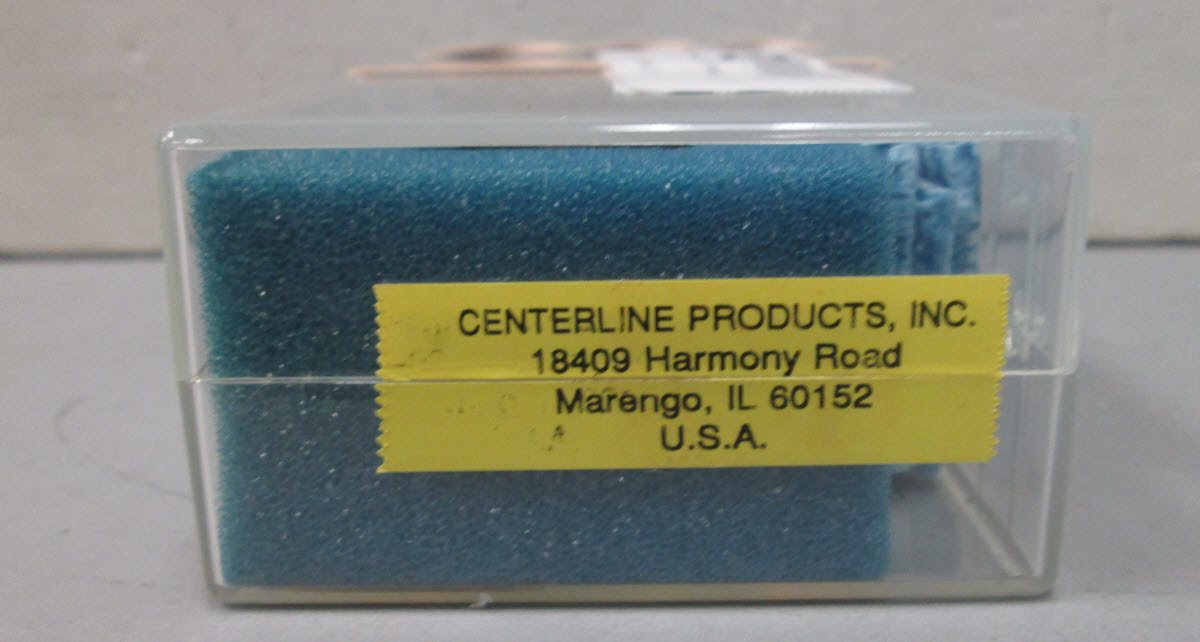 CENTERLINE PRODUCTS, INC.
18409 Harmony Road
Marengo, IL 60152
U.S.A.